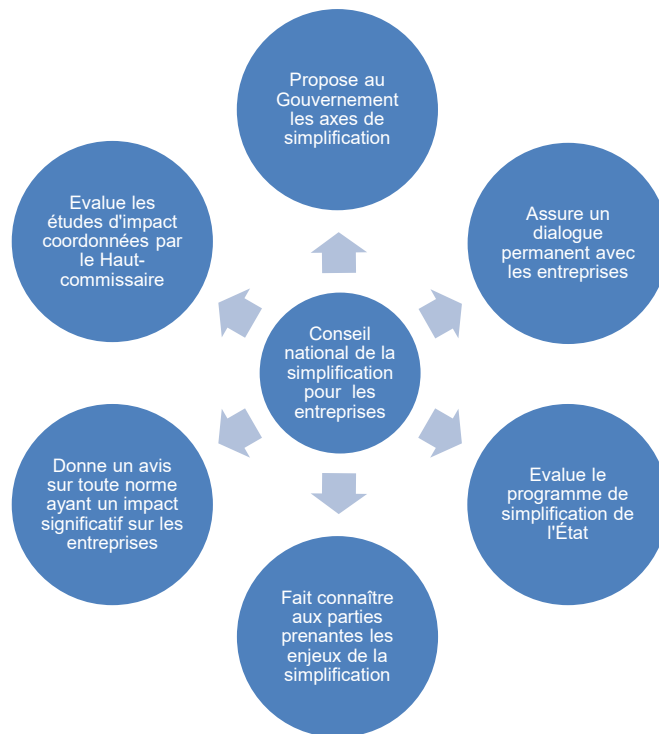 Propose au
Gouvernement
les axes de
simplification
Assure un
dialogue
permanent avec
les entreprises
Evalue le
programme de
simplification de
l'État
Fait connaître
aux parties
prenantes les
enjeux de la
simplification
Donne un avis
sur toute norme
ayant un impact
significatif sur les
entreprises
Evalue les
études d'impact
coordonnées par
le Haut-
commissaire
Conseil
national de la
simplification
pour les
entreprises